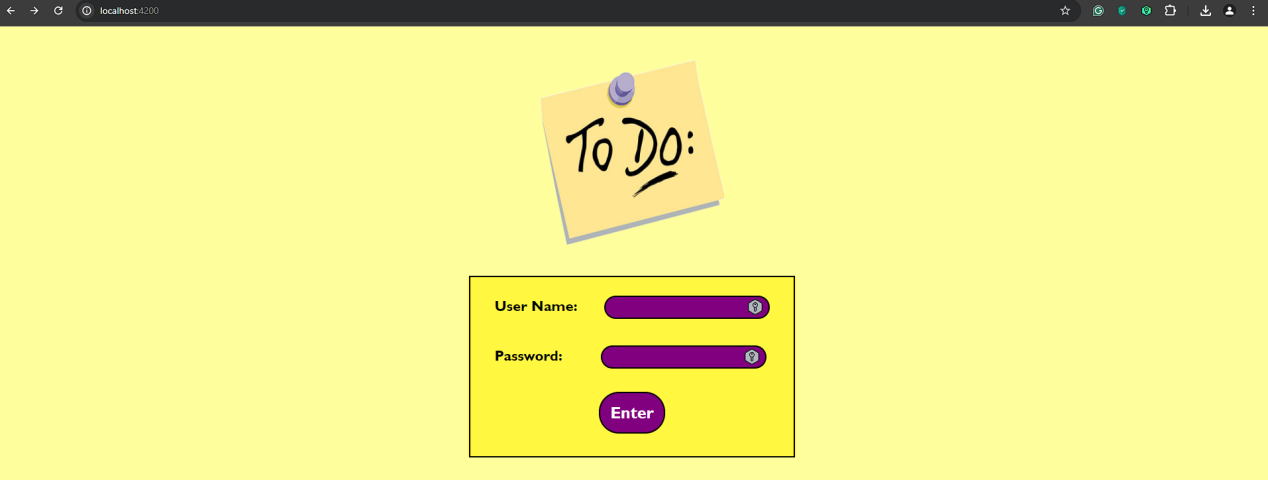 localhost:4200
To Do:
User Name:
Password:
Enter